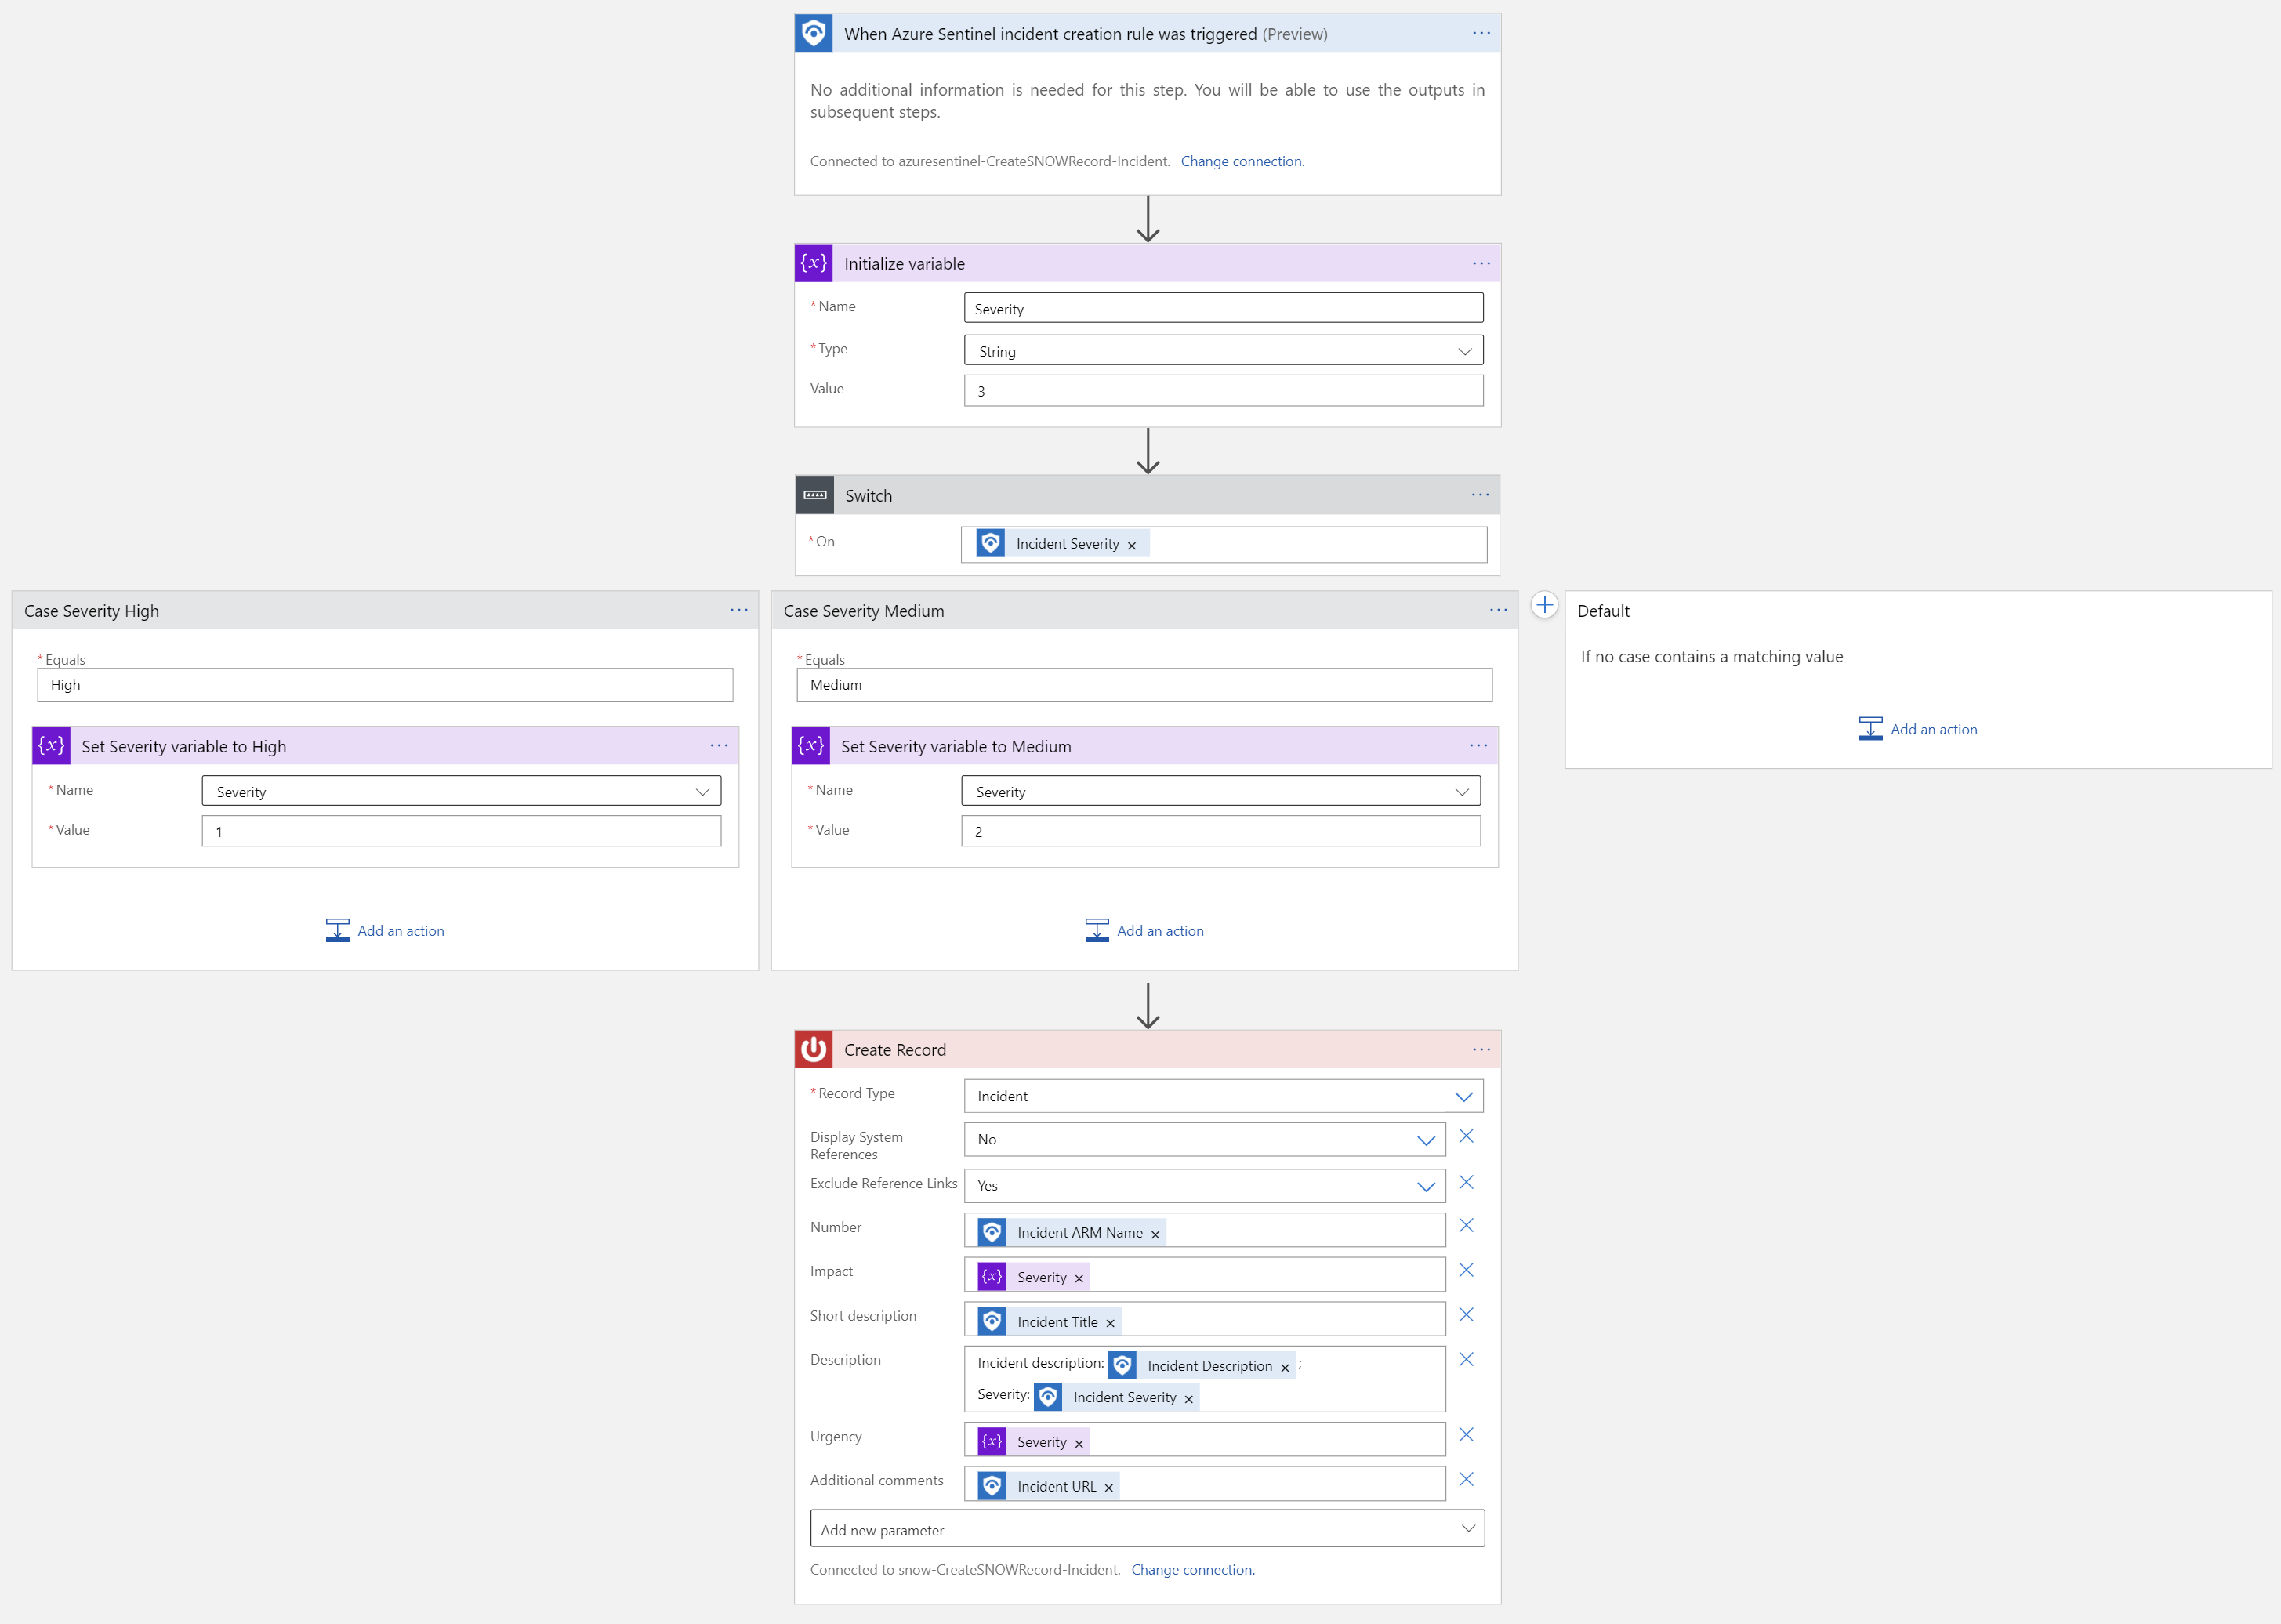 When Azure Sentinel incident creation rule was triggered (Preview)
No additional information is needed for this step. You will be able to use the outputs in
subsequent steps.
Connected to azuresentinel-CreateSNOWRecord-Incident. Change connection.
{x} Initialize variable
* Name Severity
* Type String
Value 3
Switch
* On Incident Severity ×
Case Severity High
* Equals
High
{x} Set Severity variable to High
* Name Severity
* Value 1
Add an action
Case Severity Medium
* Equals
Medium
{x} Set Severity variable to Medium
* Name Severity
* Value 2
Add an action
Default
If no case contains a matching value
Add an action
Create Record
* Record Type Incident
Display System
References No
Exclude Reference Links Yes
Number Incident ARM Name ×
Impact {x} Severity ×
Short description Incident Title ×
Description Incident description: Incident Description × ;
Severity: Incident Severity ×
Urgency {x} Severity ×
Additional comments Incident URL ×
Add new parameter
Connected to snow-CreateSNOWRecord-Incident. Change connection.